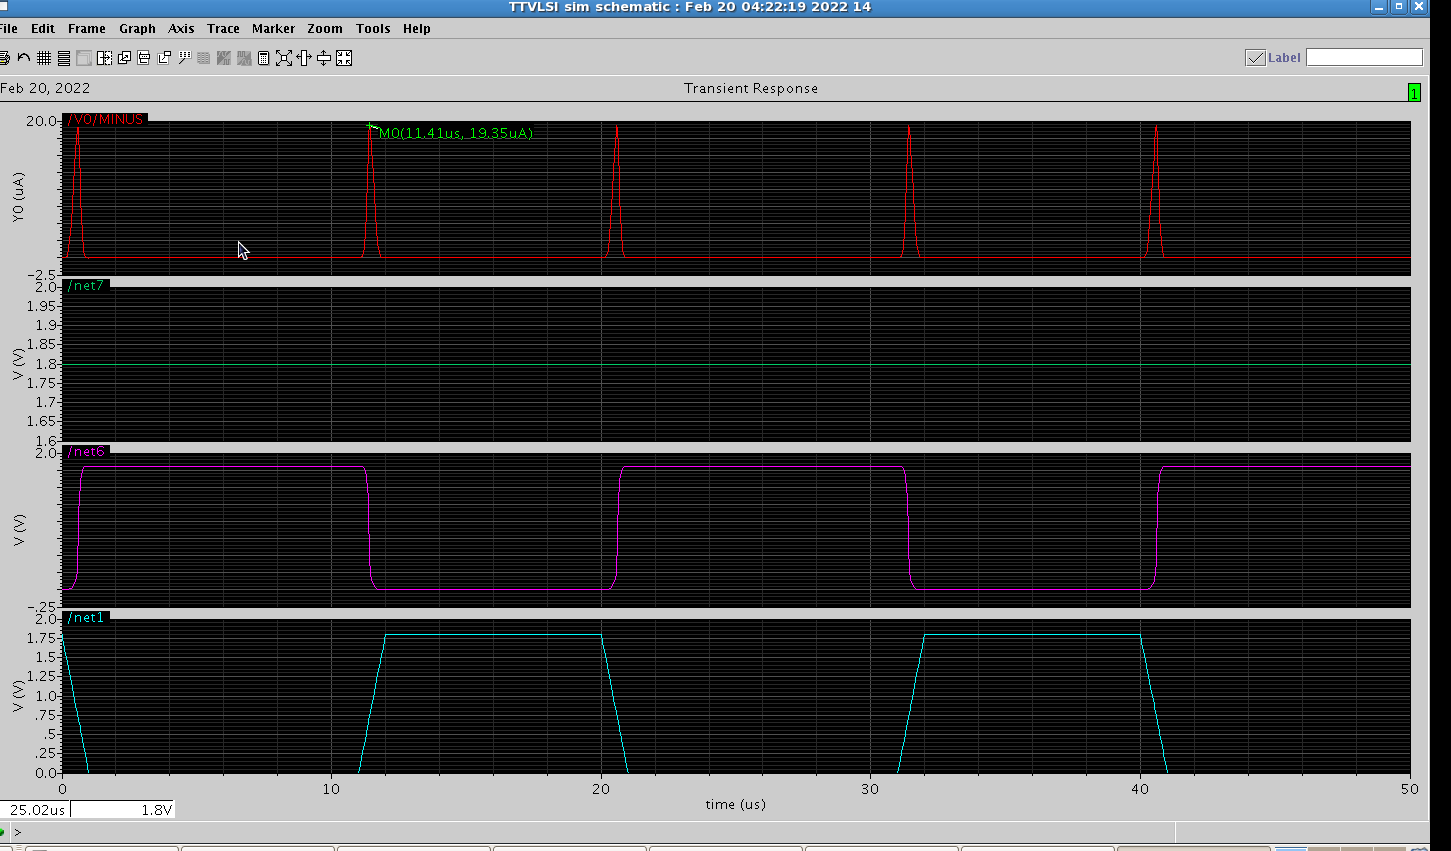 TTVLSI sim schematic : Feb 20 04:22:19 2022 14
File Edit Frame Graph Axis Trace Marker Zoom Tools Help
Label
Feb 20, 2022
Transient Response
1
/V0/MINUS
20.0
M0(11.41us, 19.35uA)
Y0 (uA)
-2.5
/net7
2.0
1.95
1.9
1.85
1.8
1.75
1.7
1.65
1.6
V (V)
/net6
2.0
V (V)
-.25
/net1
2.0
1.75
1.5
1.25
1.0
.75
.5
.25
0.0
V (V)
0 10 20 30 40 50
time (us)
25.02us 1.8V
>